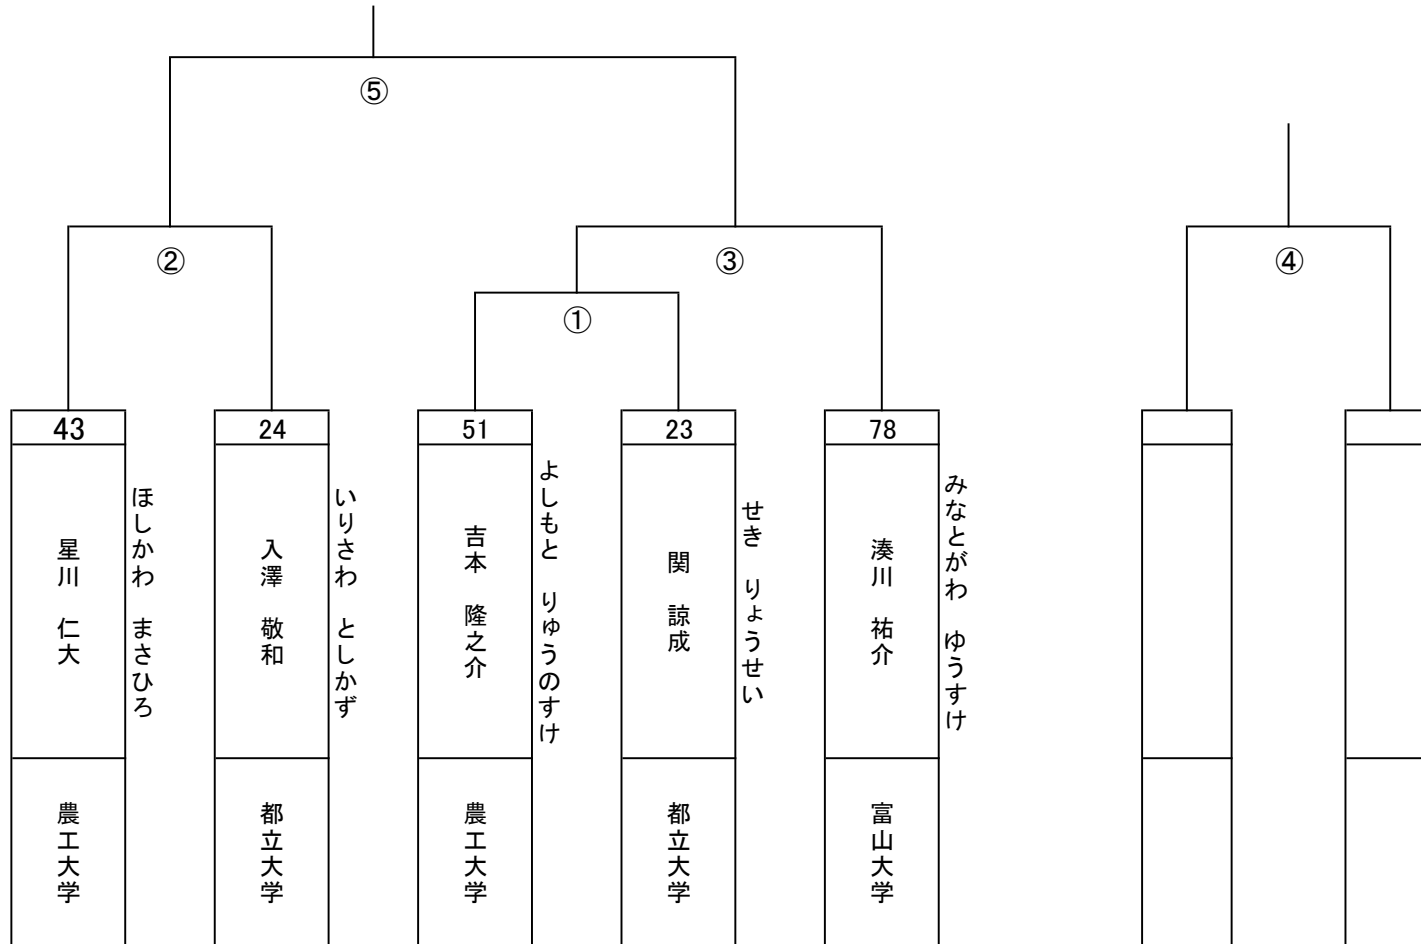 ⑤
②
③
④
①
43
24
51
23
78
星川 仁大
ほしかわ まさひろ
入澤 敬和
いりさわ としかず
吉本 隆之介
よしもと りゅうのすけ
関 諒成
せき りょうせい
湊川 祐介
みなとがわ ゆうすけ
農工大学
都立大学
農工大学
都立大学
富山大学